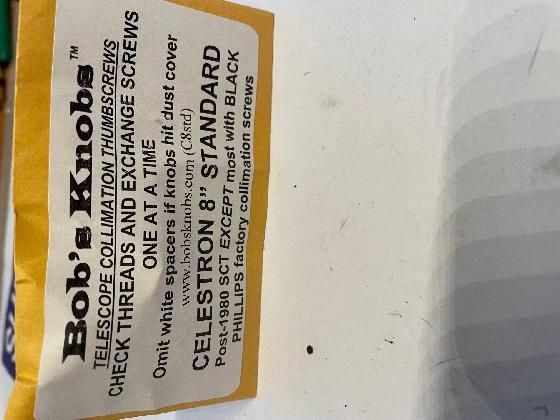 Bob's Knobs™
TELESCOPE COLLIMATION THUMBSCREWS
CHECK THREADS AND EXCHANGE SCREWS
ONE AT A TIME
Omit white spacers if knobs hit dust cover
www.bobsknobs.com (C8std)
CELESTRON 8" STANDARD
Post-1980 SCT EXCEPT most with BLACK
PHILLIPS factory collimation screws